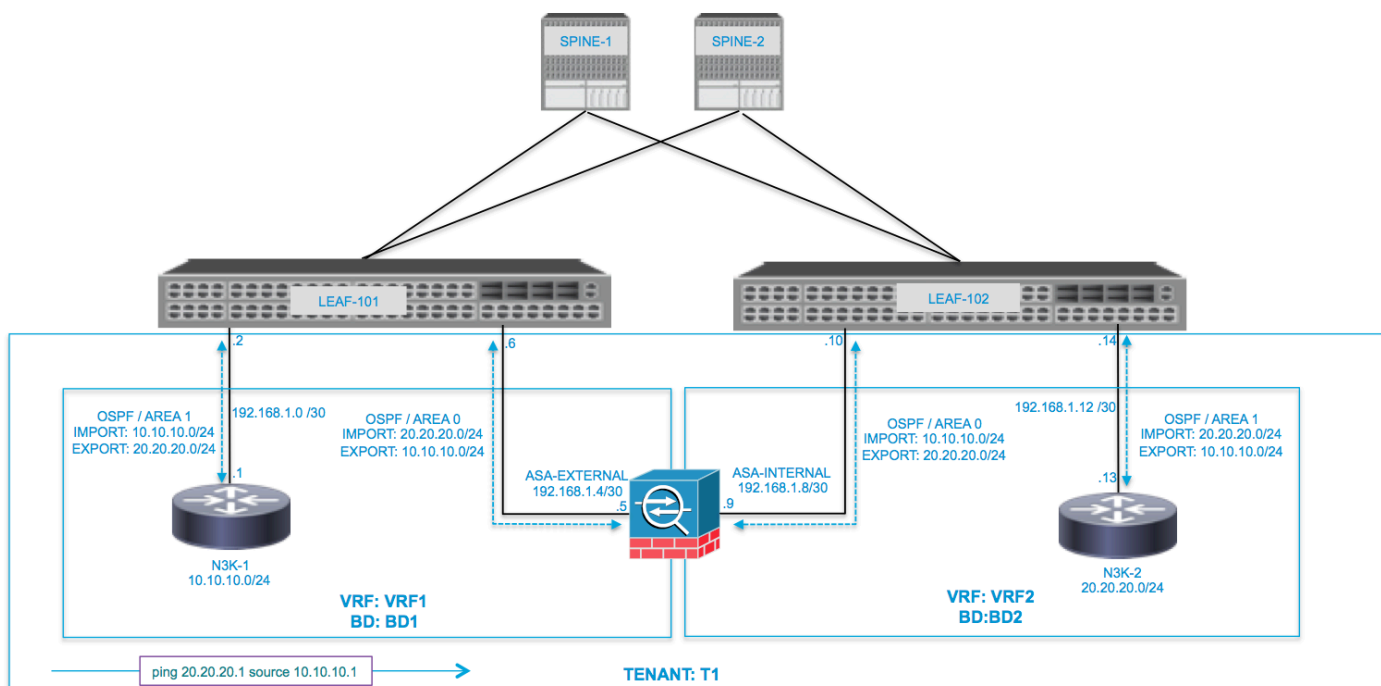 SPINE-1
SPINE-2
LEAF-101
LEAF-102
.2
.6
.10
.14
OSPF / AREA 1
IMPORT: 10.10.10.0/24
EXPORT: 20.20.20.0/24
192.168.1.0 /30
OSPF / AREA 0
IMPORT: 20.20.20.0/24
EXPORT: 10.10.10.0/24
OSPF / AREA 0
IMPORT: 10.10.10.0/24
EXPORT: 20.20.20.0/24
192.168.1.12 /30
OSPF / AREA 1
IMPORT: 20.20.20.0/24
EXPORT: 10.10.10.0/24
.1
ASA-EXTERNAL
192.168.1.4/30
.5
ASA-INTERNAL
192.168.1.8/30
.9
.13
N3K-1
10.10.10.0/24
N3K-2
20.20.20.0/24
VRF: VRF1
BD: BD1
VRF: VRF2
BD:BD2
ping 20.20.20.1 source 10.10.10.1
TENANT: T1